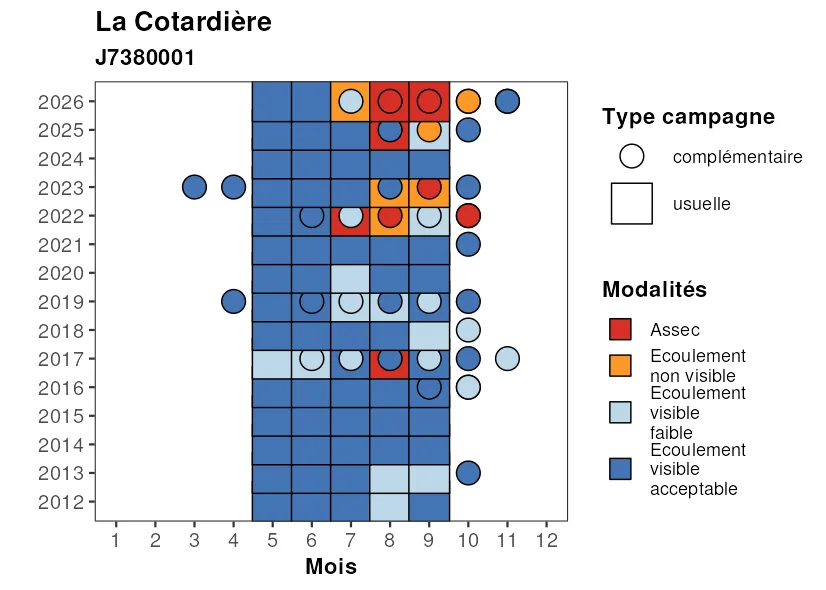 La Cotardière
J7380001
2026
2025
2024
2023
2022
2021
2020
2019
2018
2017
2016
2015
2014
2013
2012
1 2 3 4 5 6 7 8 9 10 11 12
Mois
Type campagne
complémentaire
usuelle
Modalités
Assec
Ecoulement
non visible
Ecoulement
visible
faible
Ecoulement
visible
acceptable